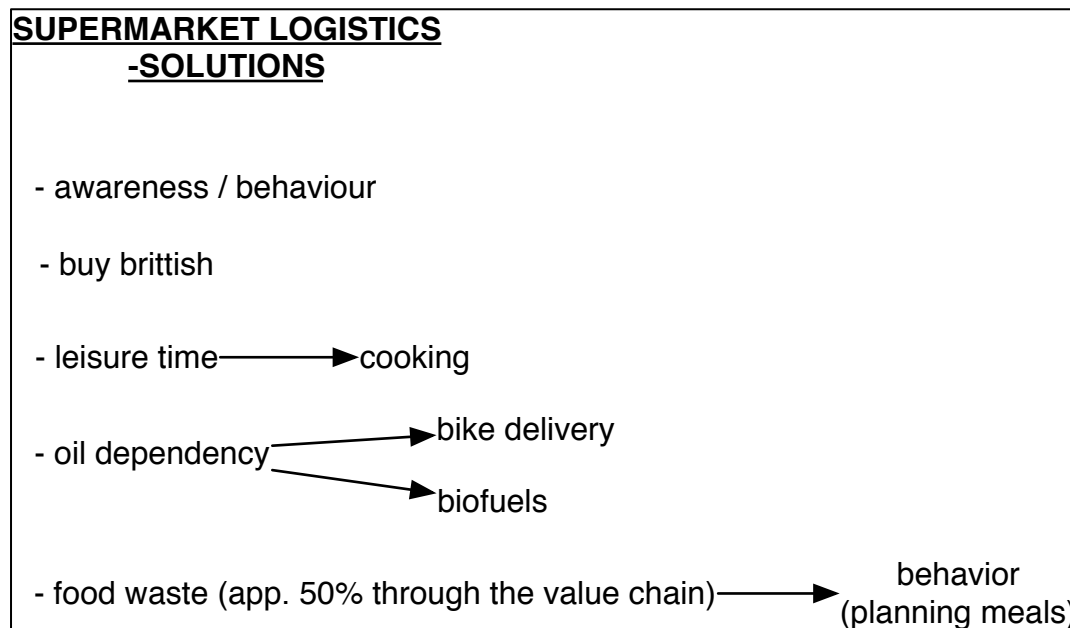 SUPERMARKET LOGISTICS
-SOLUTIONS
- awareness / behaviour
- buy brittish
- leisure time cooking
- oil dependency
bike delivery
biofuels
- food waste (app. 50% through the value chain)
behavior
(planning meals)